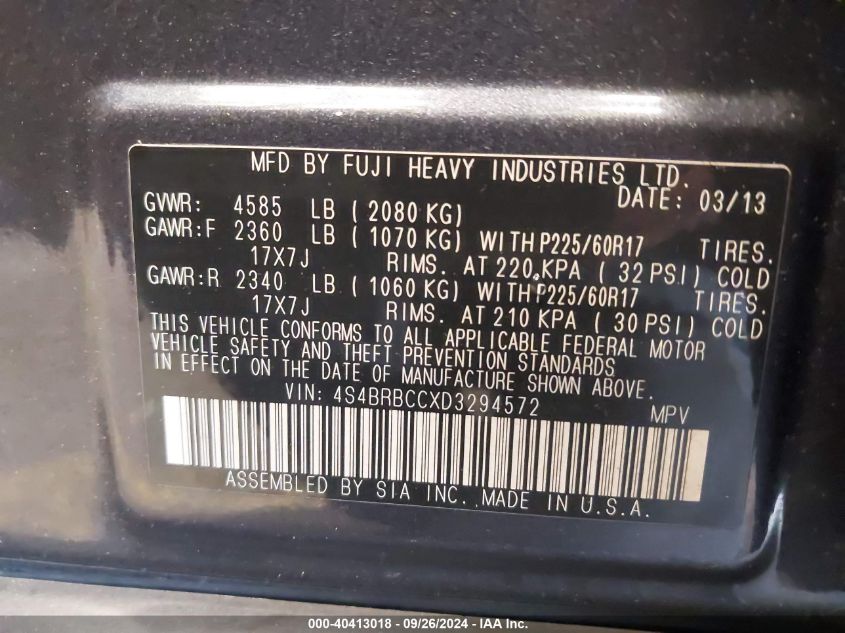 MFD BY FUJI HEAVY INDUSTRIES LTD.
DATE: 03/13
GVWR: 4585 LB ( 2080 KG)
GAWR:F 2360 LB ( 1070 KG) WITH P225/60R17 TIRES.
17X7J RIMS. AT 220 KPA ( 32 PSI) COLD
GAWR:R 2340 LB ( 1060 KG) WITH P225/60R17 TIRES.
17X7J RIMS. AT 210 KPA ( 30 PSI) COLD
THIS VEHICLE CONFORMS TO ALL APPLICABLE FEDERAL MOTOR
VEHICLE SAFETY AND THEFT PREVENTION STANDARDS
IN EFFECT ON THE DATE OF MANUFACTURE SHOWN ABOVE.
VIN: 4S4BRBCCXD3294572 MPV
ASSEMBLED BY SIA INC. MADE IN U.S.A.
000-40413018 - 09/26/2024 - IAA Inc.